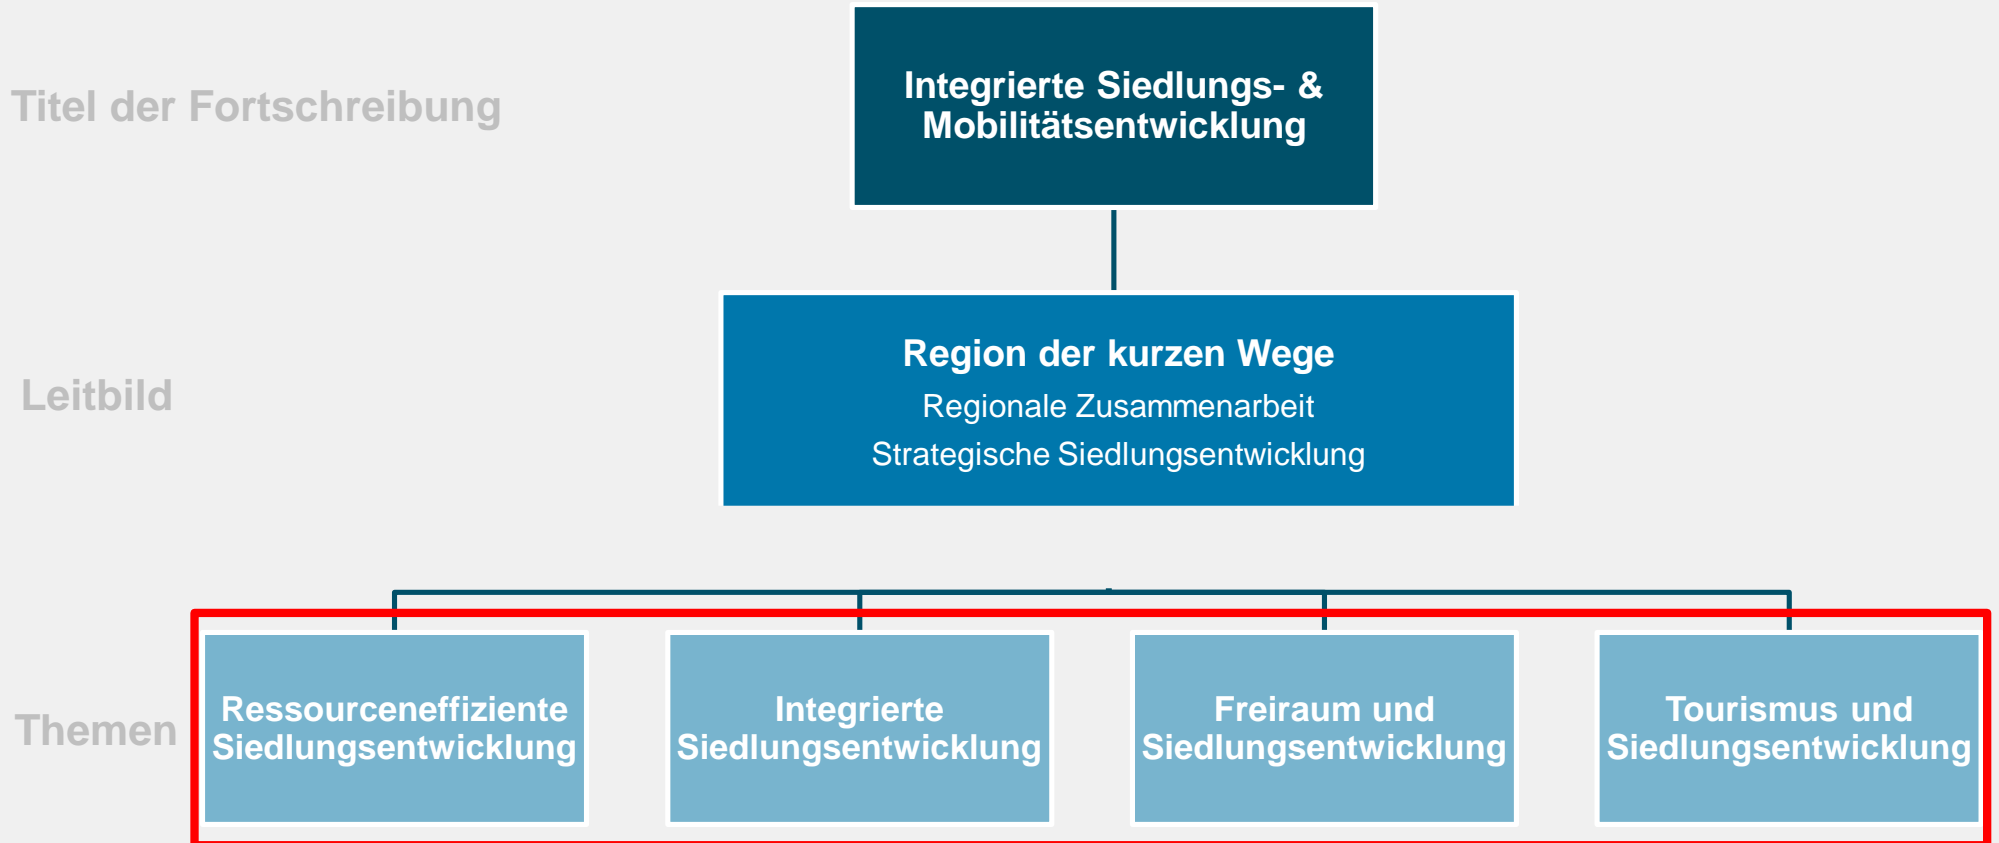 Titel der Fortschreibung
Integrierte Siedlungs- &
Mobilitätsentwicklung
Leitbild
Region der kurzen Wege
Regionale Zusammenarbeit
Strategische Siedlungsentwicklung
Themen
Ressourceneffiziente
Siedlungsentwicklung
Integrierte
Siedlungsentwicklung
Freiraum und
Siedlungsentwicklung
Tourismus und
Siedlungsentwicklung